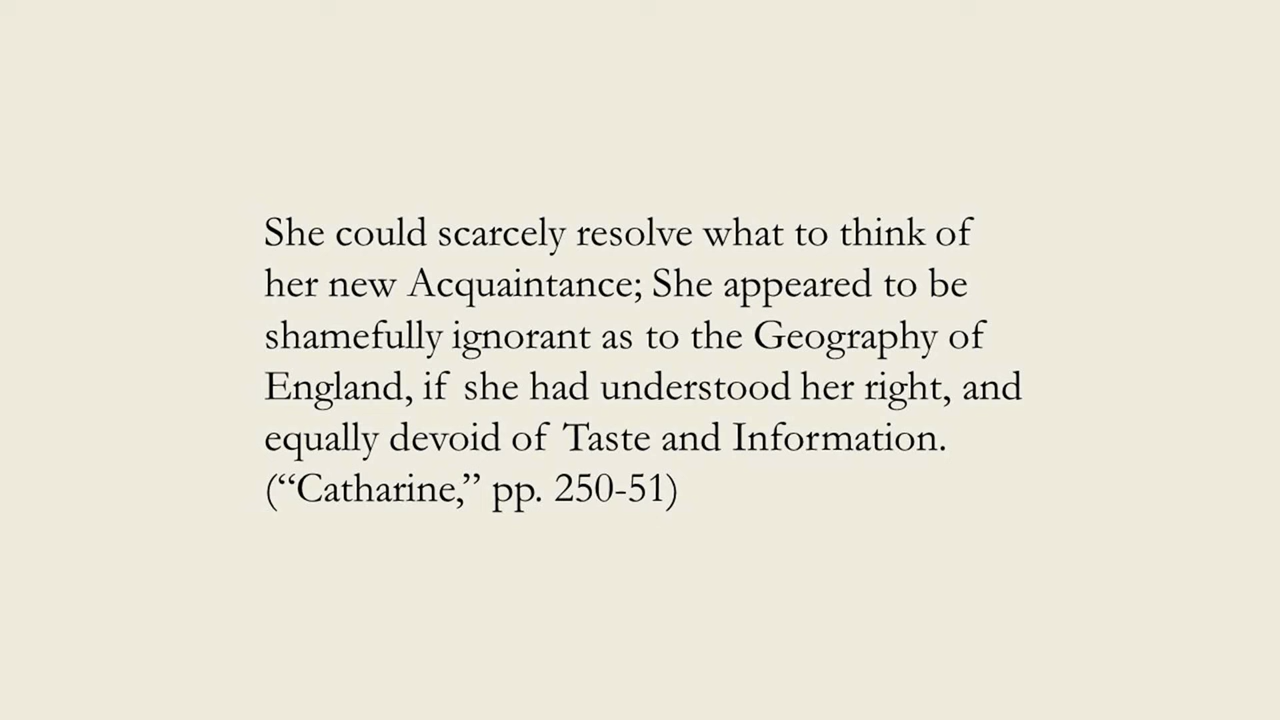 She could scarcely resolve what to think of
her new Acquaintance; She appeared to be
shamefully ignorant as to the Geography of
England, if she had understood her right, and
equally devoid of Taste and Information.
(“Catharine,” pp. 250-51)